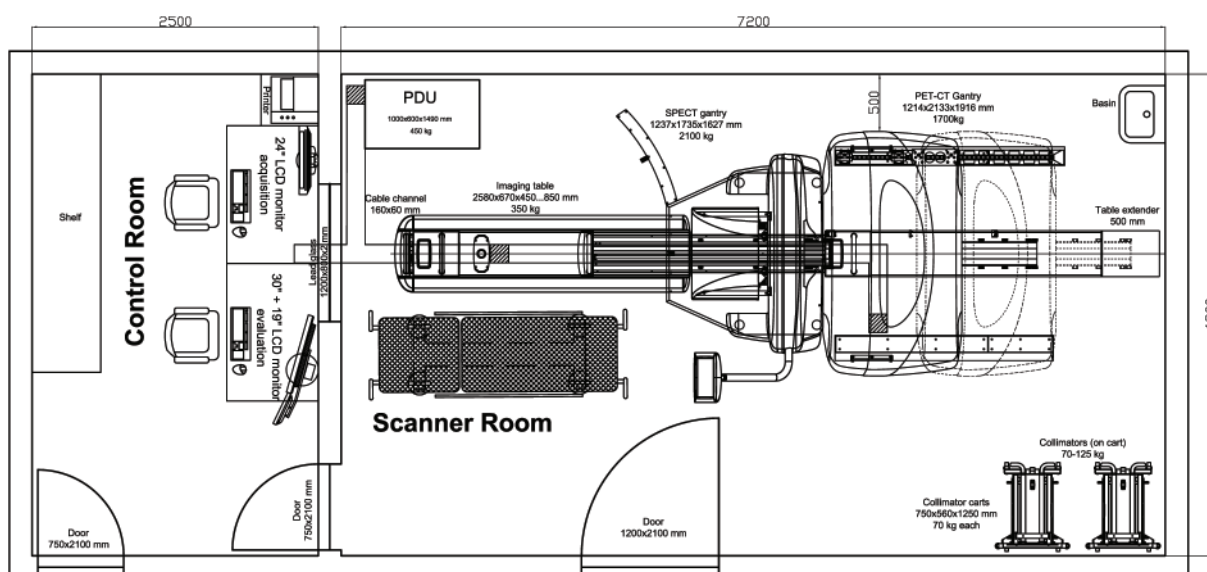 2500
7200
Printer
PDU
1000x600x1490 mm
450 kg
SPECT gantry
1237x1735x1627 mm
2100 kg
500
PET-CT Gantry
1214x2133x1916 mm
1700kg
Basin
24" LCD monitor
acquisition
Shelf
Control Room
Cable channel
160x60 mm
Imaging table
2580x670x450...850 mm
350 kg
Table extender
500 mm
Lead glass
1200x800x2 mm
30" + 19" LCD monitor
evaluation
Scanner Room
Collimators (on cart)
70-125 kg
Collimator carts
750x560x1250 mm
70 kg each
Door
750x2100 mm
Door
750x2100 mm
Door
1200x2100 mm